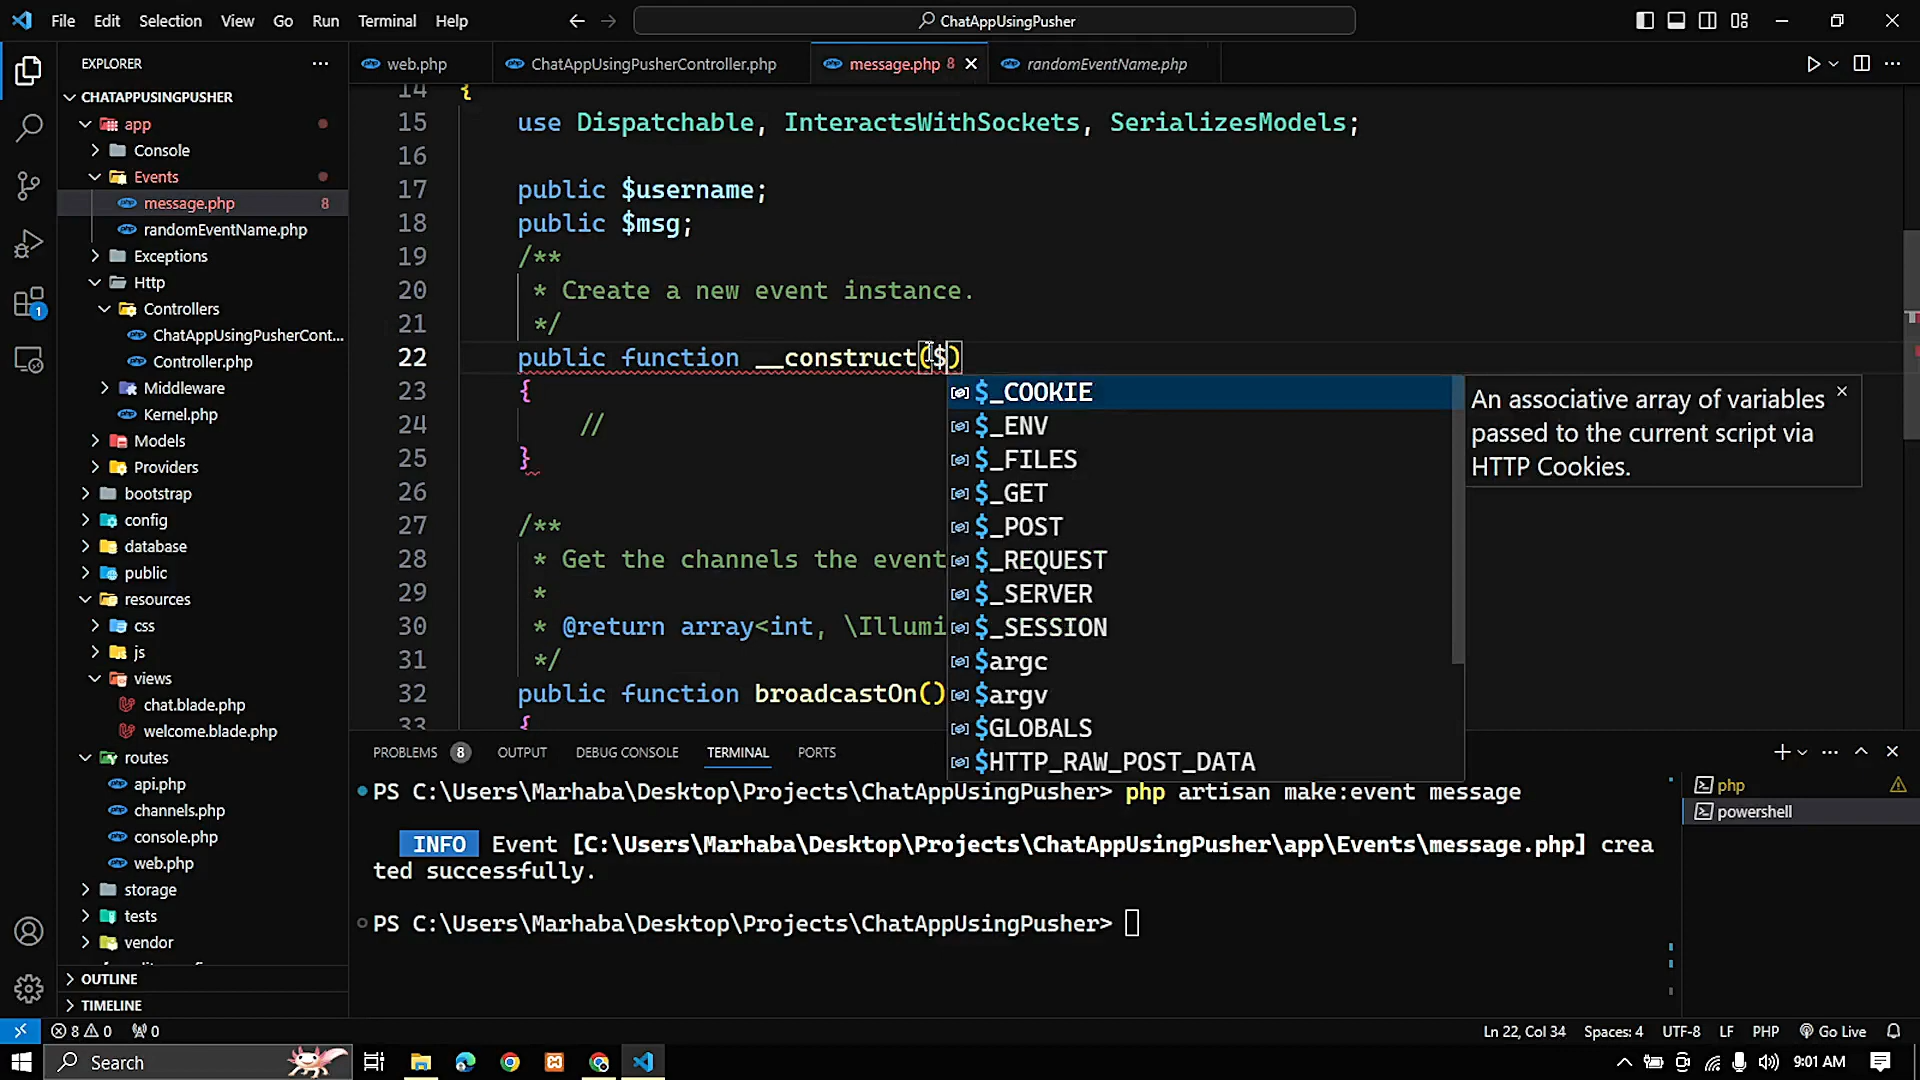 File Edit Selection View Go Run Terminal Help
ChatAppUsingPusher
EXPLORER
CHATAPPUSINGPUSHER
app
Console
Events
message.php 8
randomEventName.php
Exceptions
Http
Controllers
ChatAppUsingPusherCont...
Controller.php
Middleware
Kernel.php
Models
Providers
bootstrap
config
database
public
resources
css
js
views
chat.blade.php
welcome.blade.php
routes
api.php
channels.php
console.php
web.php
storage
tests
vendor
OUTLINE
TIMELINE
web.php ChatAppUsingPusherController.php message.php 8 randomEventName.php
14 {
15 use Dispatchable, InteractsWithSockets, SerializesModels;
16
17 public $username;
18 public $msg;
19 /**
20 * Create a new event instance.
21 */
22 public function __construct($)
23 {
24 //
25 }
26
27 /**
28 * Get the channels the event
29 *
30 * @return array<int, \Illumi
31 */
32 public function broadcastOn()
33 {
$_COOKIE
$_ENV
$_FILES
$_GET
$_POST
$_REQUEST
$_SERVER
$_SESSION
$argc
$argv
$GLOBALS
$HTTP_RAW_POST_DATA
An associative array of variables
passed to the current script via
HTTP Cookies.
PROBLEMS 8 OUTPUT DEBUG CONSOLE TERMINAL PORTS
PS C:\Users\Marhaba\Desktop\Projects\ChatAppUsingPusher> php artisan make:event message
INFO Event [C:\Users\Marhaba\Desktop\Projects\ChatAppUsingPusher\app\Events\message.php] crea
ted successfully.
PS C:\Users\Marhaba\Desktop\Projects\ChatAppUsingPusher>
php
powershell
8 0 0
Ln 22, Col 34 Spaces: 4 UTF-8 LF PHP Go Live
Search
9:01 AM